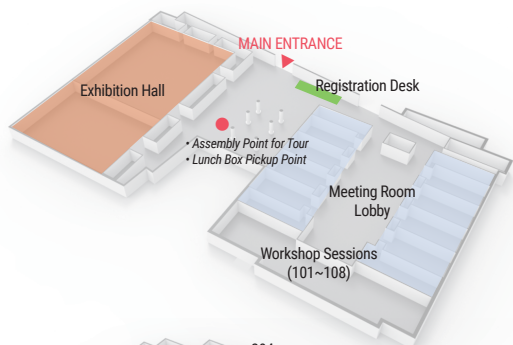 MAIN ENTRANCE
Exhibition Hall
Registration Desk
• Assembly Point for Tour
• Lunch Box Pickup Point
Meeting Room
Lobby
Workshop Sessions
(101~108)